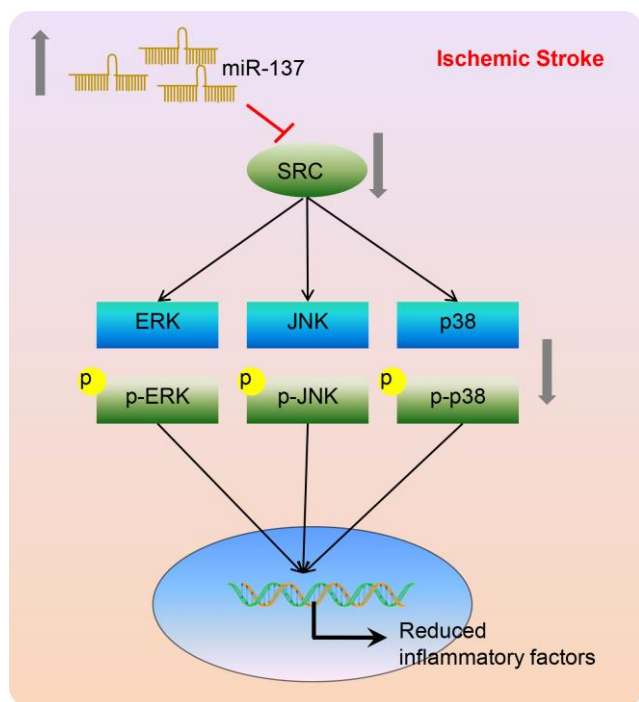 miR-137
Ischemic Stroke
SRC
ERK
JNK
p38
p
p-ERK
p
p-JNK
p
p-p38
Reduced
inflammatory factors